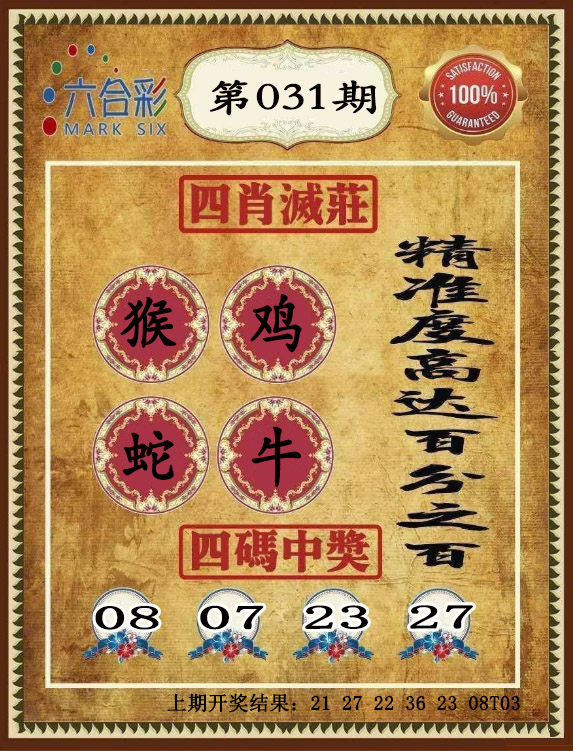 六合彩
MARK SIX
第031期
SATISFACTION
100%
GUARANTEED
四肖滅莊
猴 鸡
蛇 牛
精准度高达百分之百
四碼中獎
08 07 23 27
上期开奖结果: 21 27 22 36 23 08T03